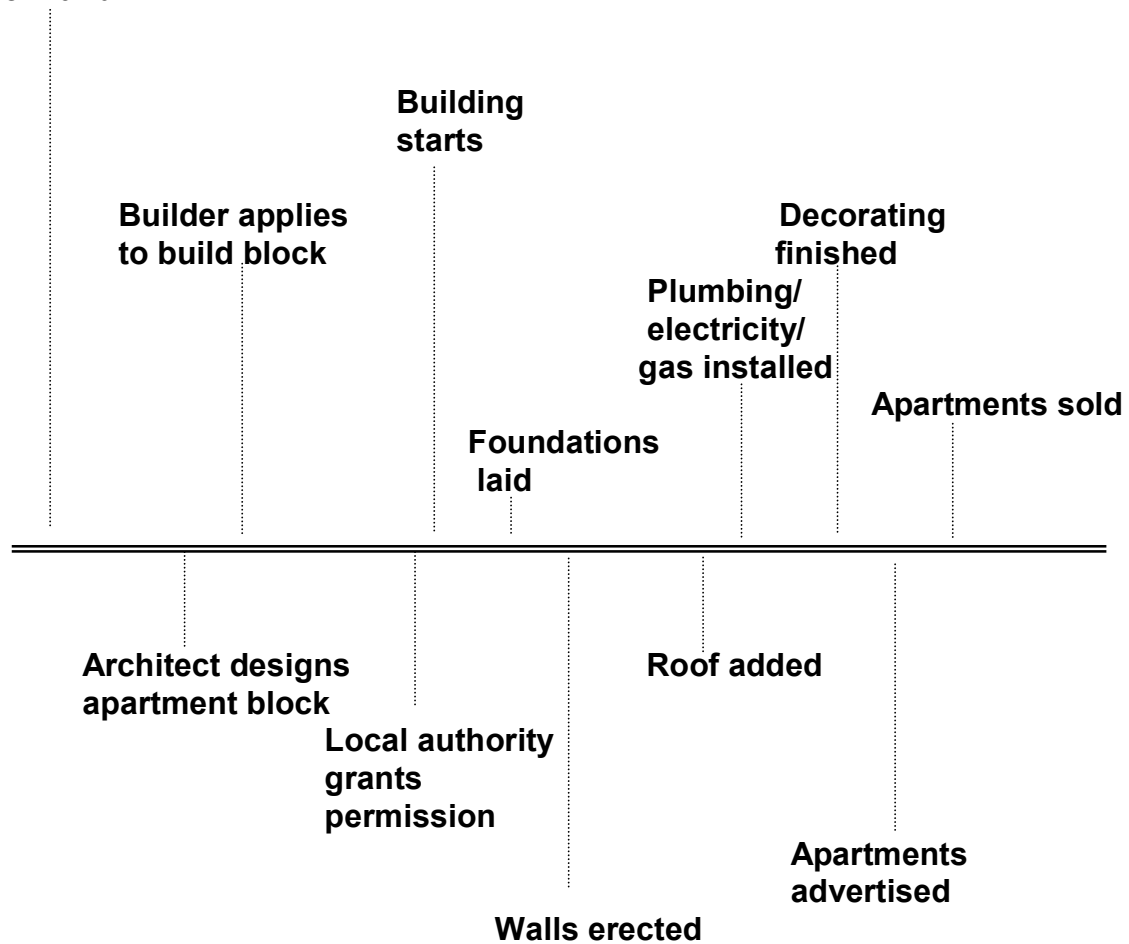 Building
starts
Builder applies
to build block
Decorating
finished
Plumbing/
electricity/
gas installed
Apartments sold
Foundations
laid
Architect designs
apartment block
Roof added
Local authority
grants
permission
Apartments
advertised
Walls erected